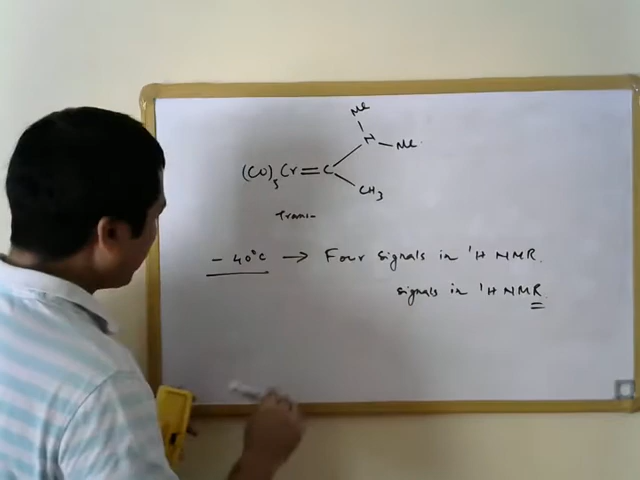 Me
N Me
(CO)5Cr=C
CH3
trans-
- 40°C → Four signals in ¹H NMR.
signals in ¹H NMR